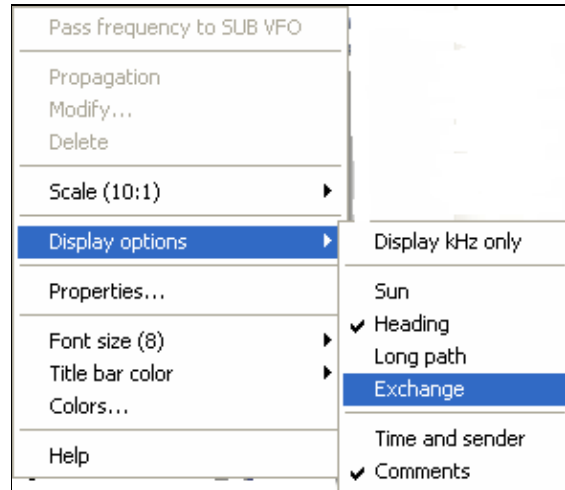 Pass frequency to SUB VFO
Propagation
Modify...
Delete
Scale (10:1)
Display options
Properties...
Font size (8)
Title bar color
Colors...
Help
Display kHz only
Sun
Heading
Long path
Exchange
Time and sender
Comments